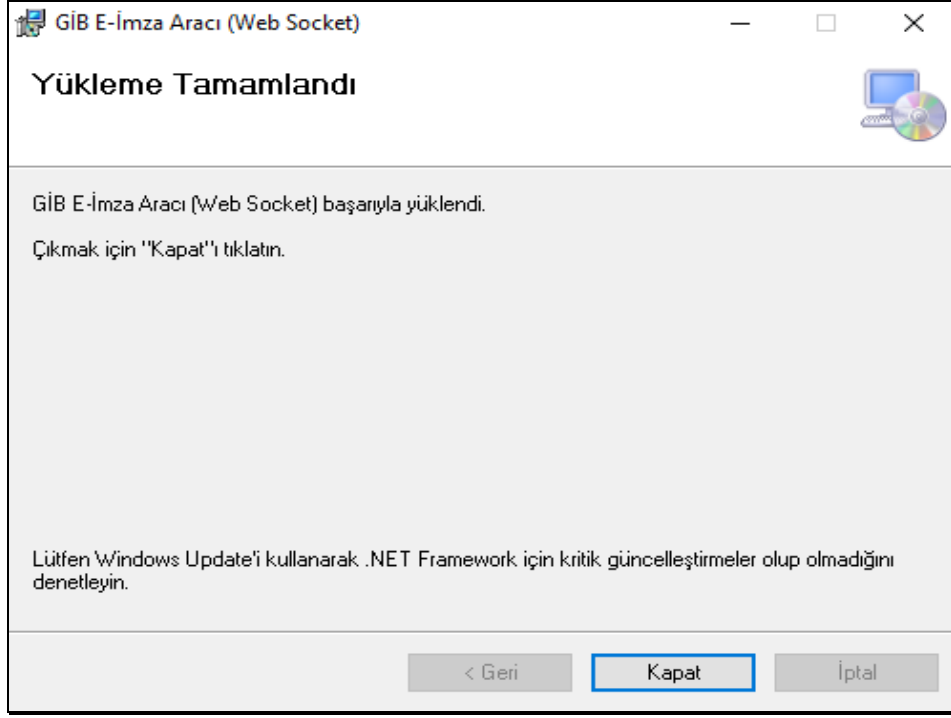 GİB E-İmza Aracı (Web Socket)
Yükleme Tamamlandı
GİB E-İmza Aracı (Web Socket) başarıyla yüklendi.
Çıkmak için "Kapat"ı tıklatın.
Lütfen Windows Update'i kullanarak .NET Framework için kritik güncelleştirmeler olup olmadığını
denetleyin.
< Geri
Kapat
İptal